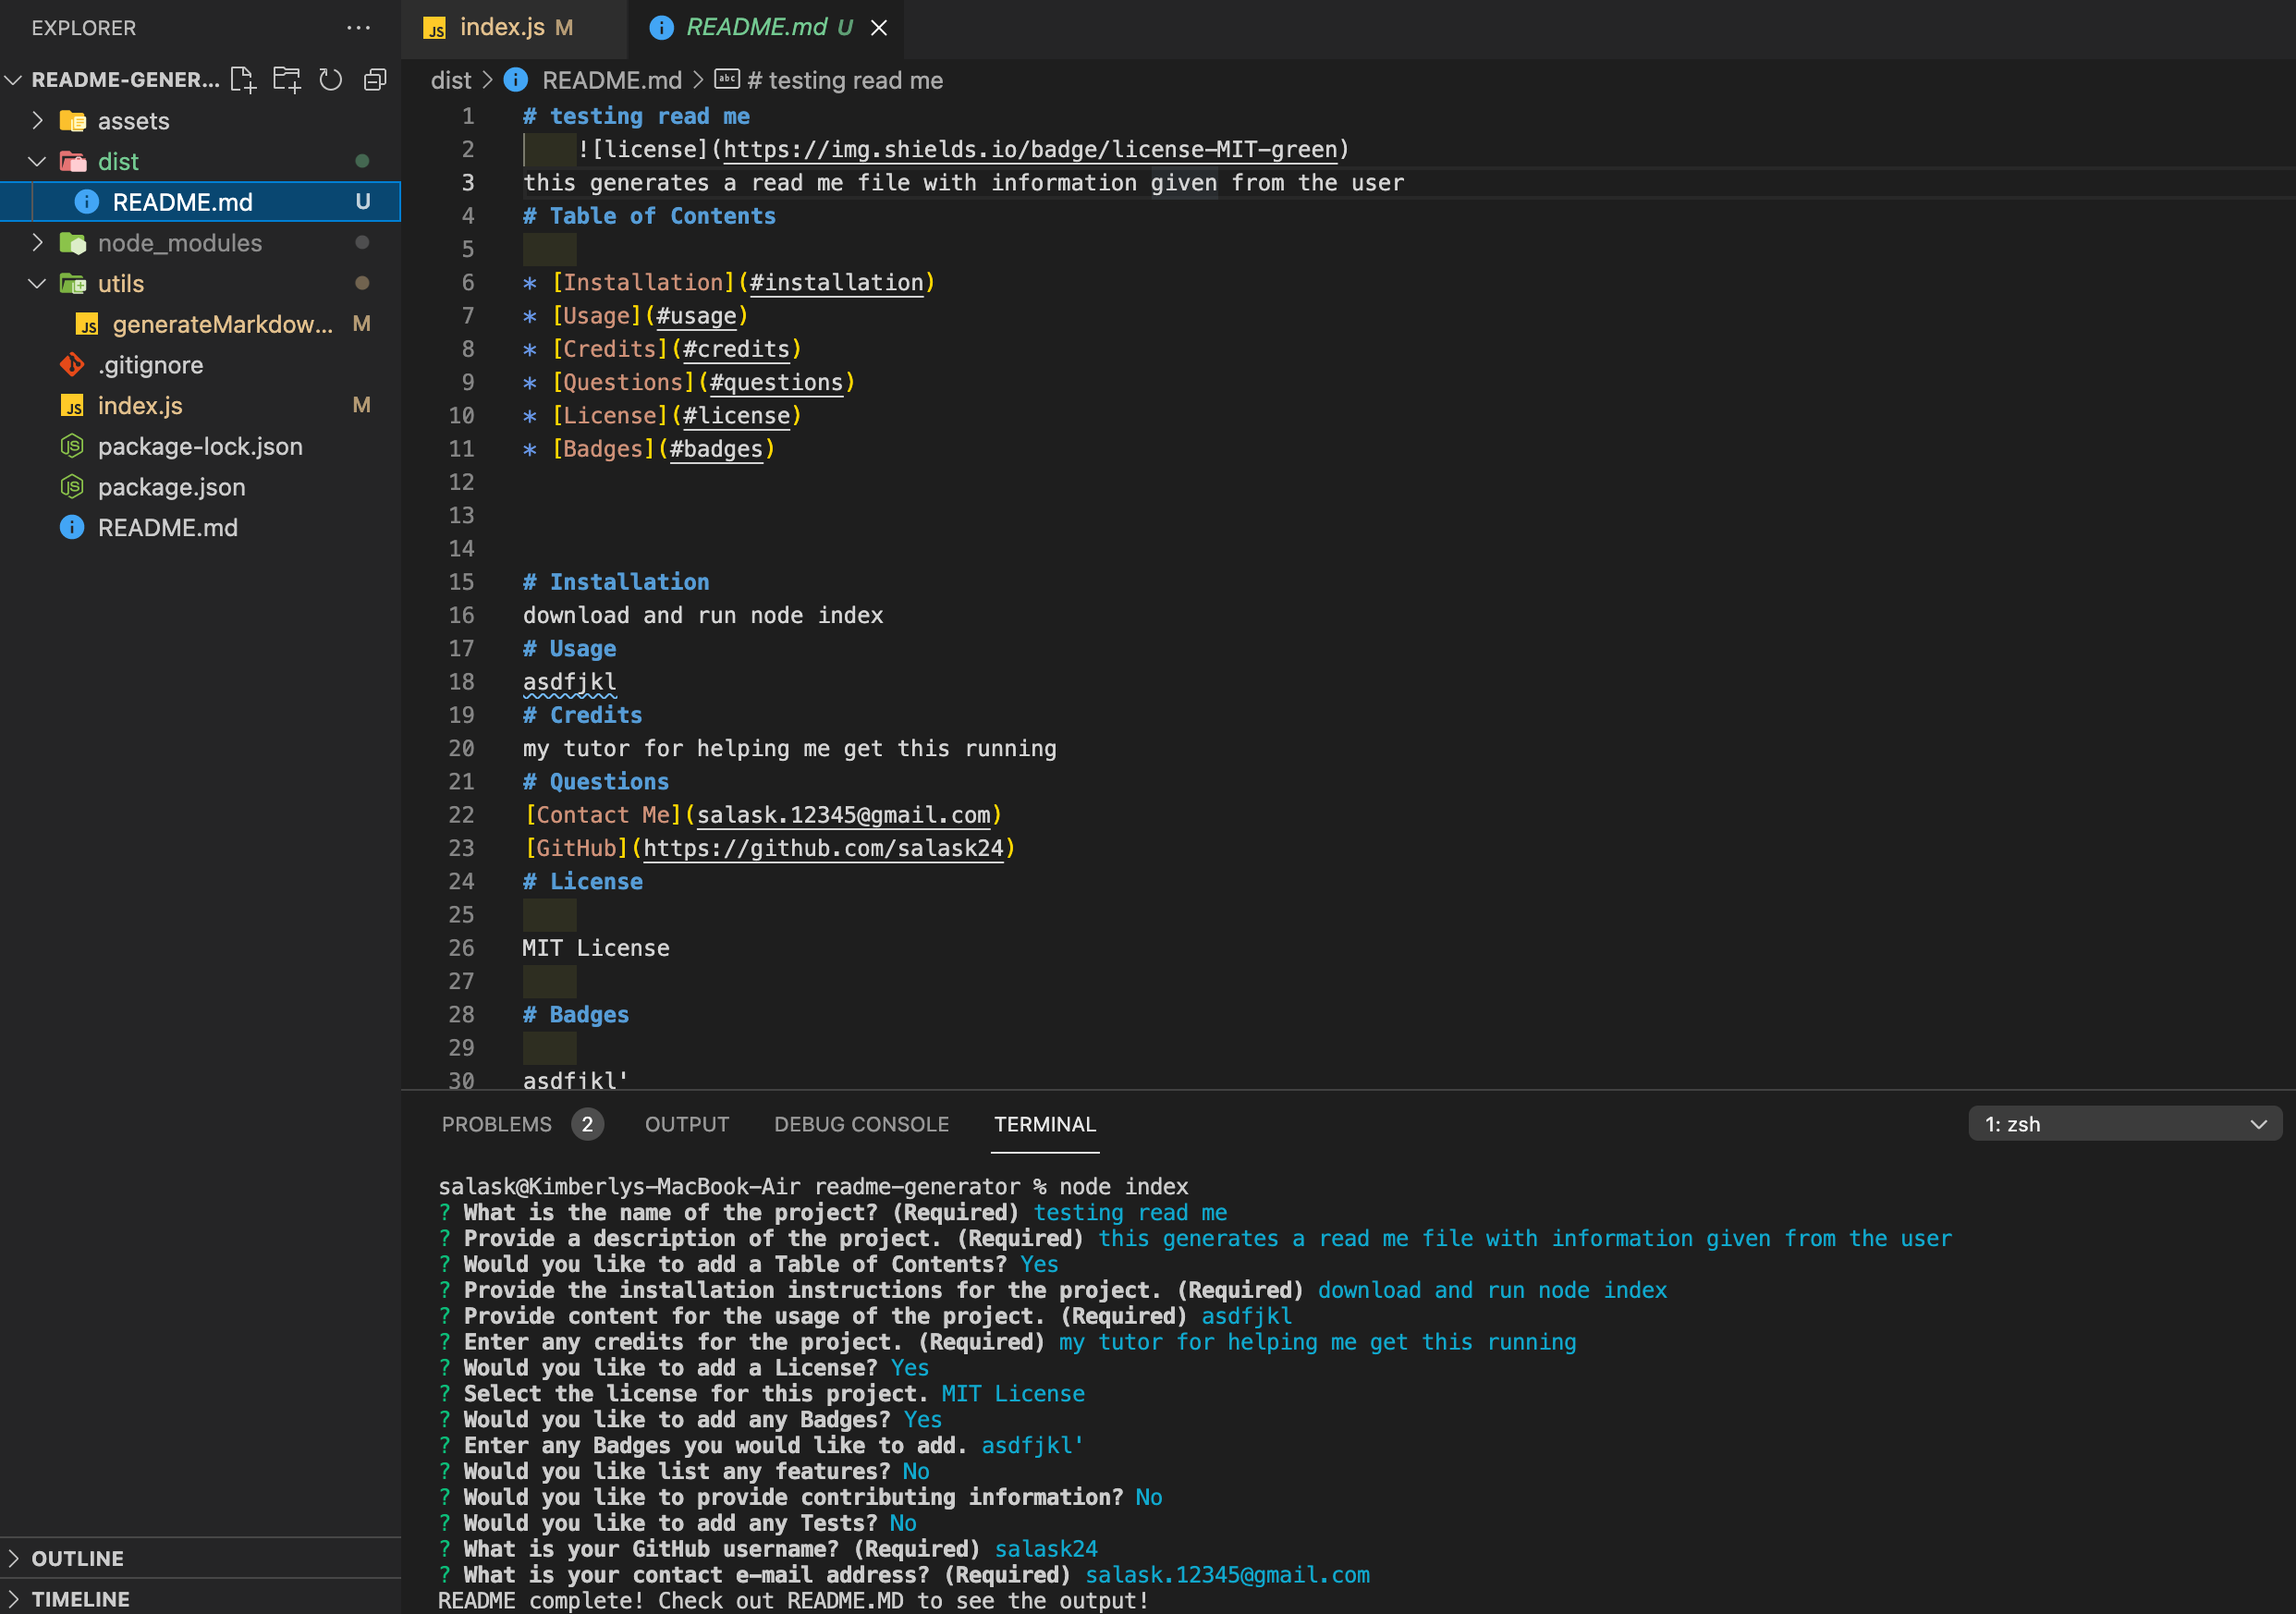 EXPLORER
README-GENER...
assets
dist
README.md U
node_modules
utils
generateMarkdow... M
.gitignore
index.js M
package-lock.json
package.json
README.md
OUTLINE
TIMELINE
index.js M
README.md U
dist > README.md > # testing read me
1 # testing read me
2 ![license](https://img.shields.io/badge/license-MIT-green)
3 this generates a read me file with information given from the user
4 # Table of Contents
5
6 * [Installation](#installation)
7 * [Usage](#usage)
8 * [Credits](#credits)
9 * [Questions](#questions)
10 * [License](#license)
11 * [Badges](#badges)
12
13
14
15 # Installation
16 download and run node index
17 # Usage
18 asdfjkl
19 # Credits
20 my tutor for helping me get this running
21 # Questions
22 [Contact Me](salask.12345@gmail.com)
23 [GitHub](https://github.com/salask24)
24 # License
25
26 MIT License
27
28 # Badges
29
30 asdfjkl'
PROBLEMS 2 OUTPUT DEBUG CONSOLE TERMINAL 1: zsh
salask@Kimberlys-MacBook-Air readme-generator % node index
? What is the name of the project? (Required) testing read me
? Provide a description of the project. (Required) this generates a read me file with information given from the user
? Would you like to add a Table of Contents? Yes
? Provide the installation instructions for the project. (Required) download and run node index
? Provide content for the usage of the project. (Required) asdfjkl
? Enter any credits for the project. (Required) my tutor for helping me get this running
? Would you like to add a License? Yes
? Select the license for this project. MIT License
? Would you like to add any Badges? Yes
? Enter any Badges you would like to add. asdfjkl'
? Would you like list any features? No
? Would you like to provide contributing information? No
? Would you like to add any Tests? No
? What is your GitHub username? (Required) salask24
? What is your contact e-mail address? (Required) salask.12345@gmail.com
README complete! Check out README.MD to see the output!